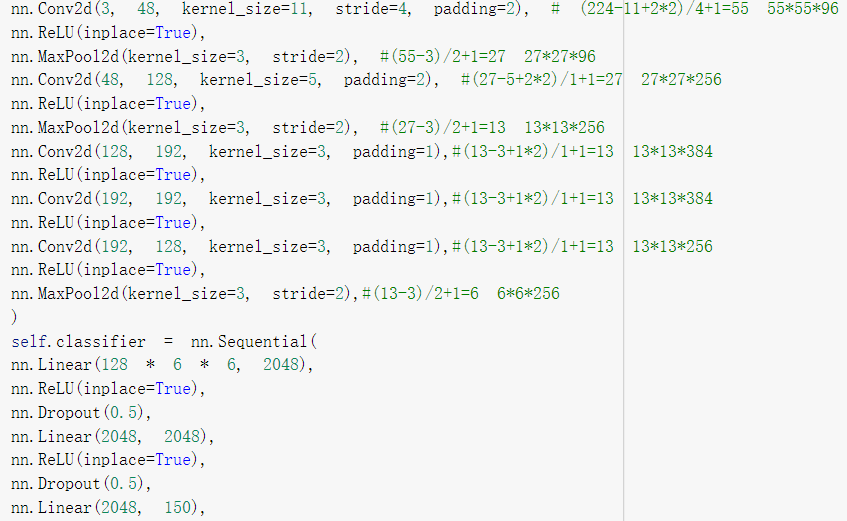 nn.Conv2d(3, 48, kernel_size=11, stride=4, padding=2), # (224-11+2*2)/4+1=55 55*55*96
nn.ReLU(inplace=True),
nn.MaxPool2d(kernel_size=3, stride=2), #(55-3)/2+1=27 27*27*96
nn.Conv2d(48, 128, kernel_size=5, padding=2), #(27-5+2*2)/1+1=27 27*27*256
nn.ReLU(inplace=True),
nn.MaxPool2d(kernel_size=3, stride=2), #(27-3)/2+1=13 13*13*256
nn.Conv2d(128, 192, kernel_size=3, padding=1),#(13-3+1*2)/1+1=13 13*13*384
nn.ReLU(inplace=True),
nn.Conv2d(192, 192, kernel_size=3, padding=1),#(13-3+1*2)/1+1=13 13*13*384
nn.ReLU(inplace=True),
nn.Conv2d(192, 128, kernel_size=3, padding=1),#(13-3+1*2)/1+1=13 13*13*256
nn.ReLU(inplace=True),
nn.MaxPool2d(kernel_size=3, stride=2),#(13-3)/2+1=6 6*6*256
)
self.classifier = nn.Sequential(
nn.Linear(128 * 6 * 6, 2048),
nn.ReLU(inplace=True),
nn.Dropout(0.5),
nn.Linear(2048, 2048),
nn.ReLU(inplace=True),
nn.Dropout(0.5),
nn.Linear(2048, 150),